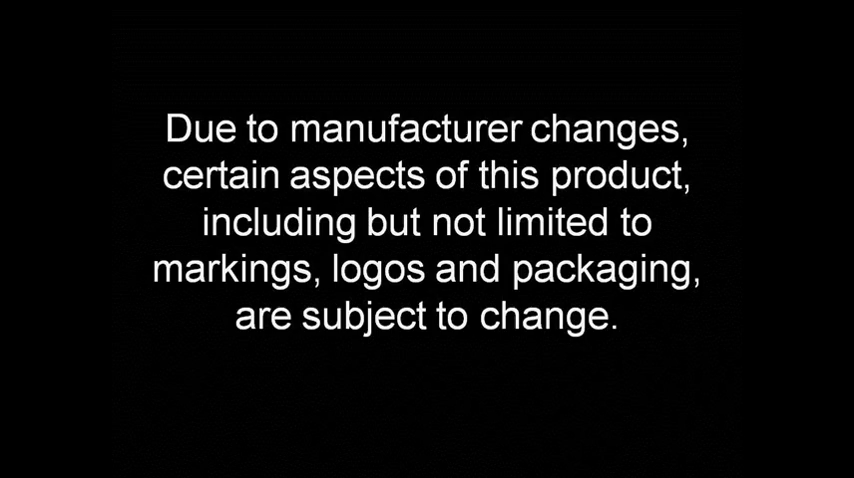 Due to manufacturer changes,
certain aspects of this product,
including but not limited to
markings, logos and packaging,
are subject to change.